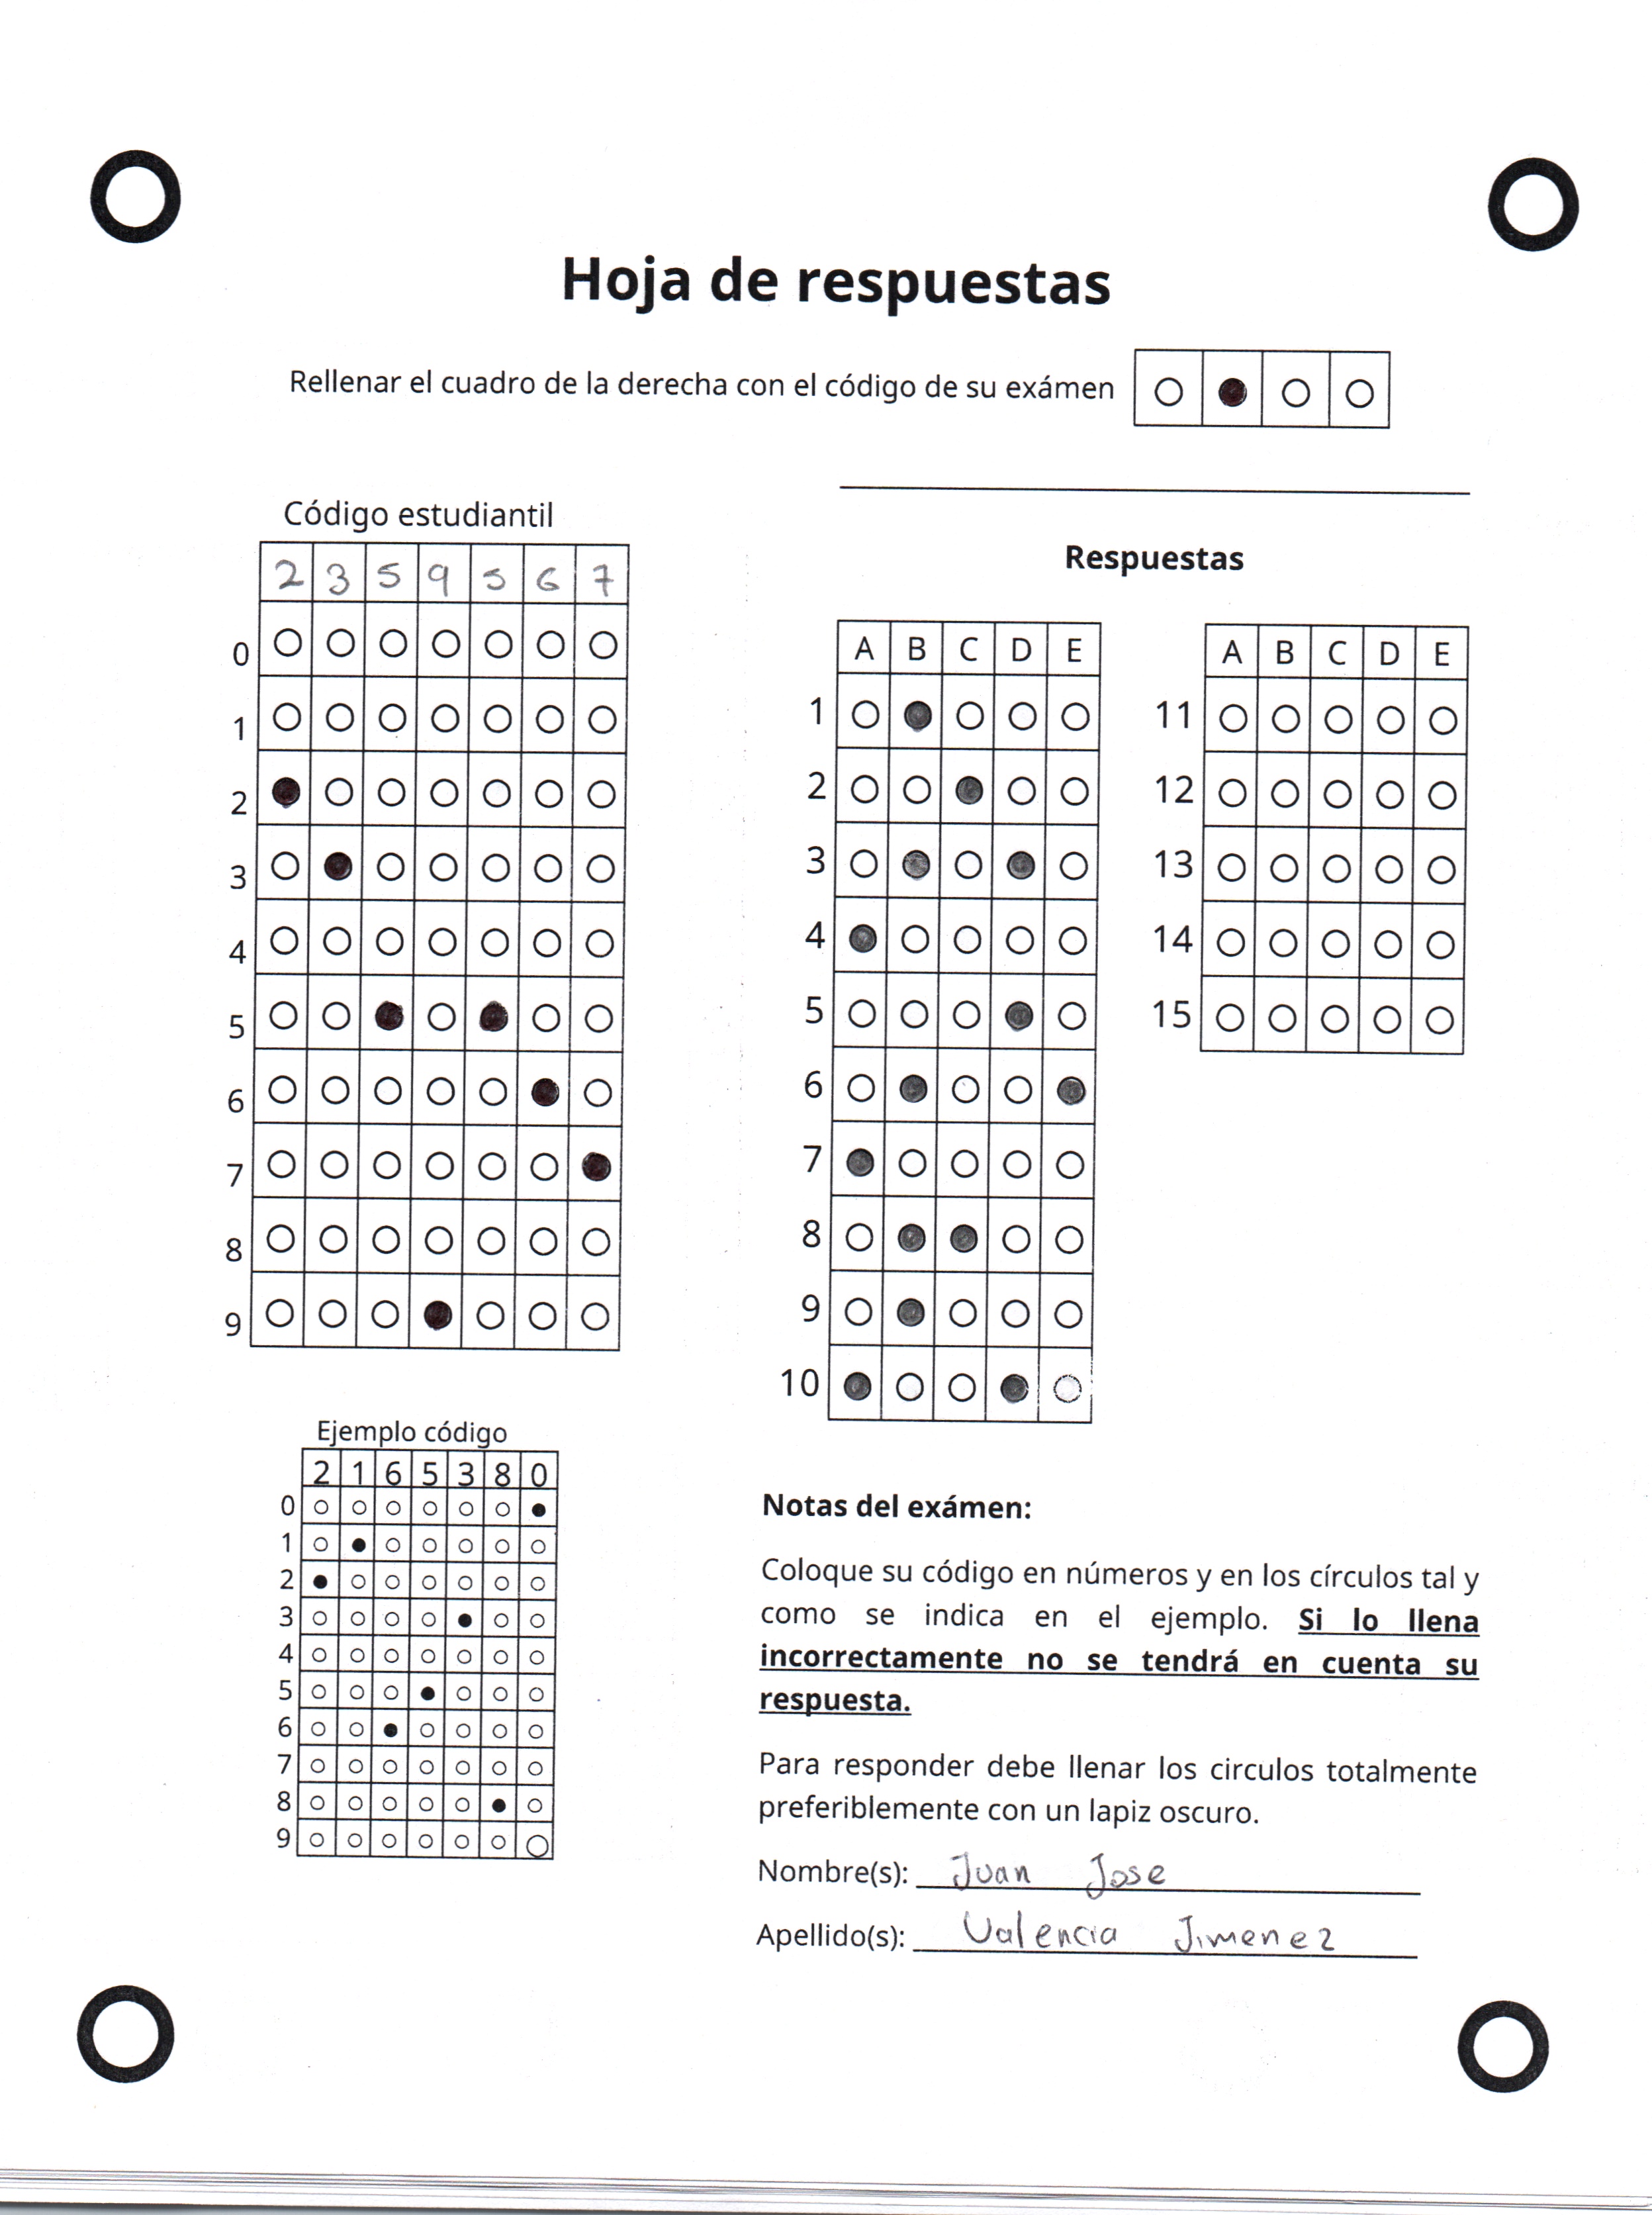 Hoja de respuestas
Rellenar el cuadro de la derecha con el código de su exámen
Código estudiantil
2 3 5 9 5 6 7
0
1
2
3
4
5
6
7
8
9
Respuestas
A B C D E
1
2
3
4
5
6
7
8
9
10
A B C D E
11
12
13
14
15
Ejemplo código
2 1 6 5 3 8 0
0
1
2
3
4
5
6
7
8
9
Notas del exámen:
Coloque su código en números y en los círculos tal y
como se indica en el ejemplo. Si lo llena
incorrectamente no se tendrá en cuenta su
respuesta.
Para responder debe llenar los circulos totalmente
preferiblemente con un lapiz oscuro.
Nombre(s): Juan Jose
Apellido(s): Valencia Jimenez